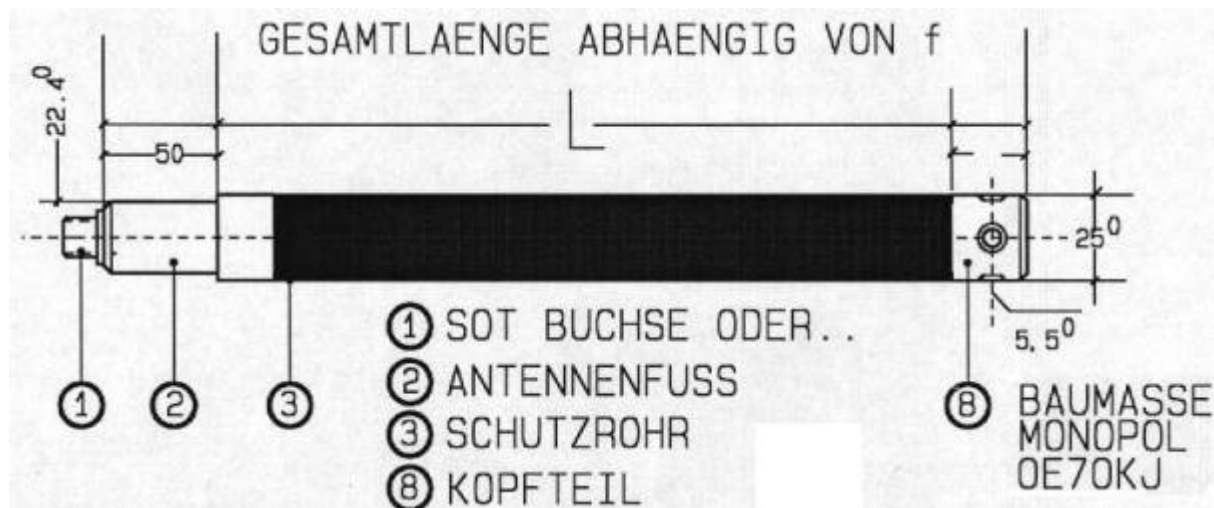 GESAMTLAENGE ABHAENGIG VON f
22.4⁰
50
L
25⁰
5,5⁰
① SOT BUCHSE ODER..
② ANTENNENFUSS
③ SCHUTZROHR
⑧ KOPFTEIL
①
②
③
⑧
BAUMASSE
MONOPOL
OE7OKJ